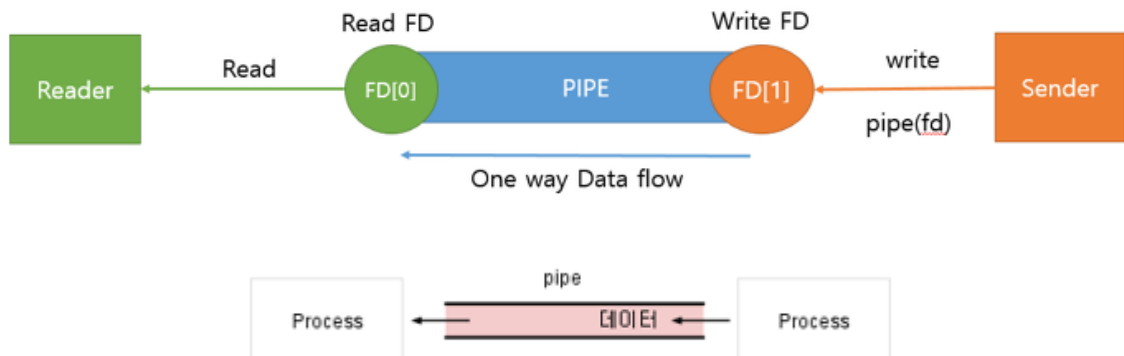 Read FD
Write FD
Reader
Read
FD[0]
PIPE
FD[1]
write
pipe(fd)
Sender
One way Data flow
pipe
Process
데이터
Process